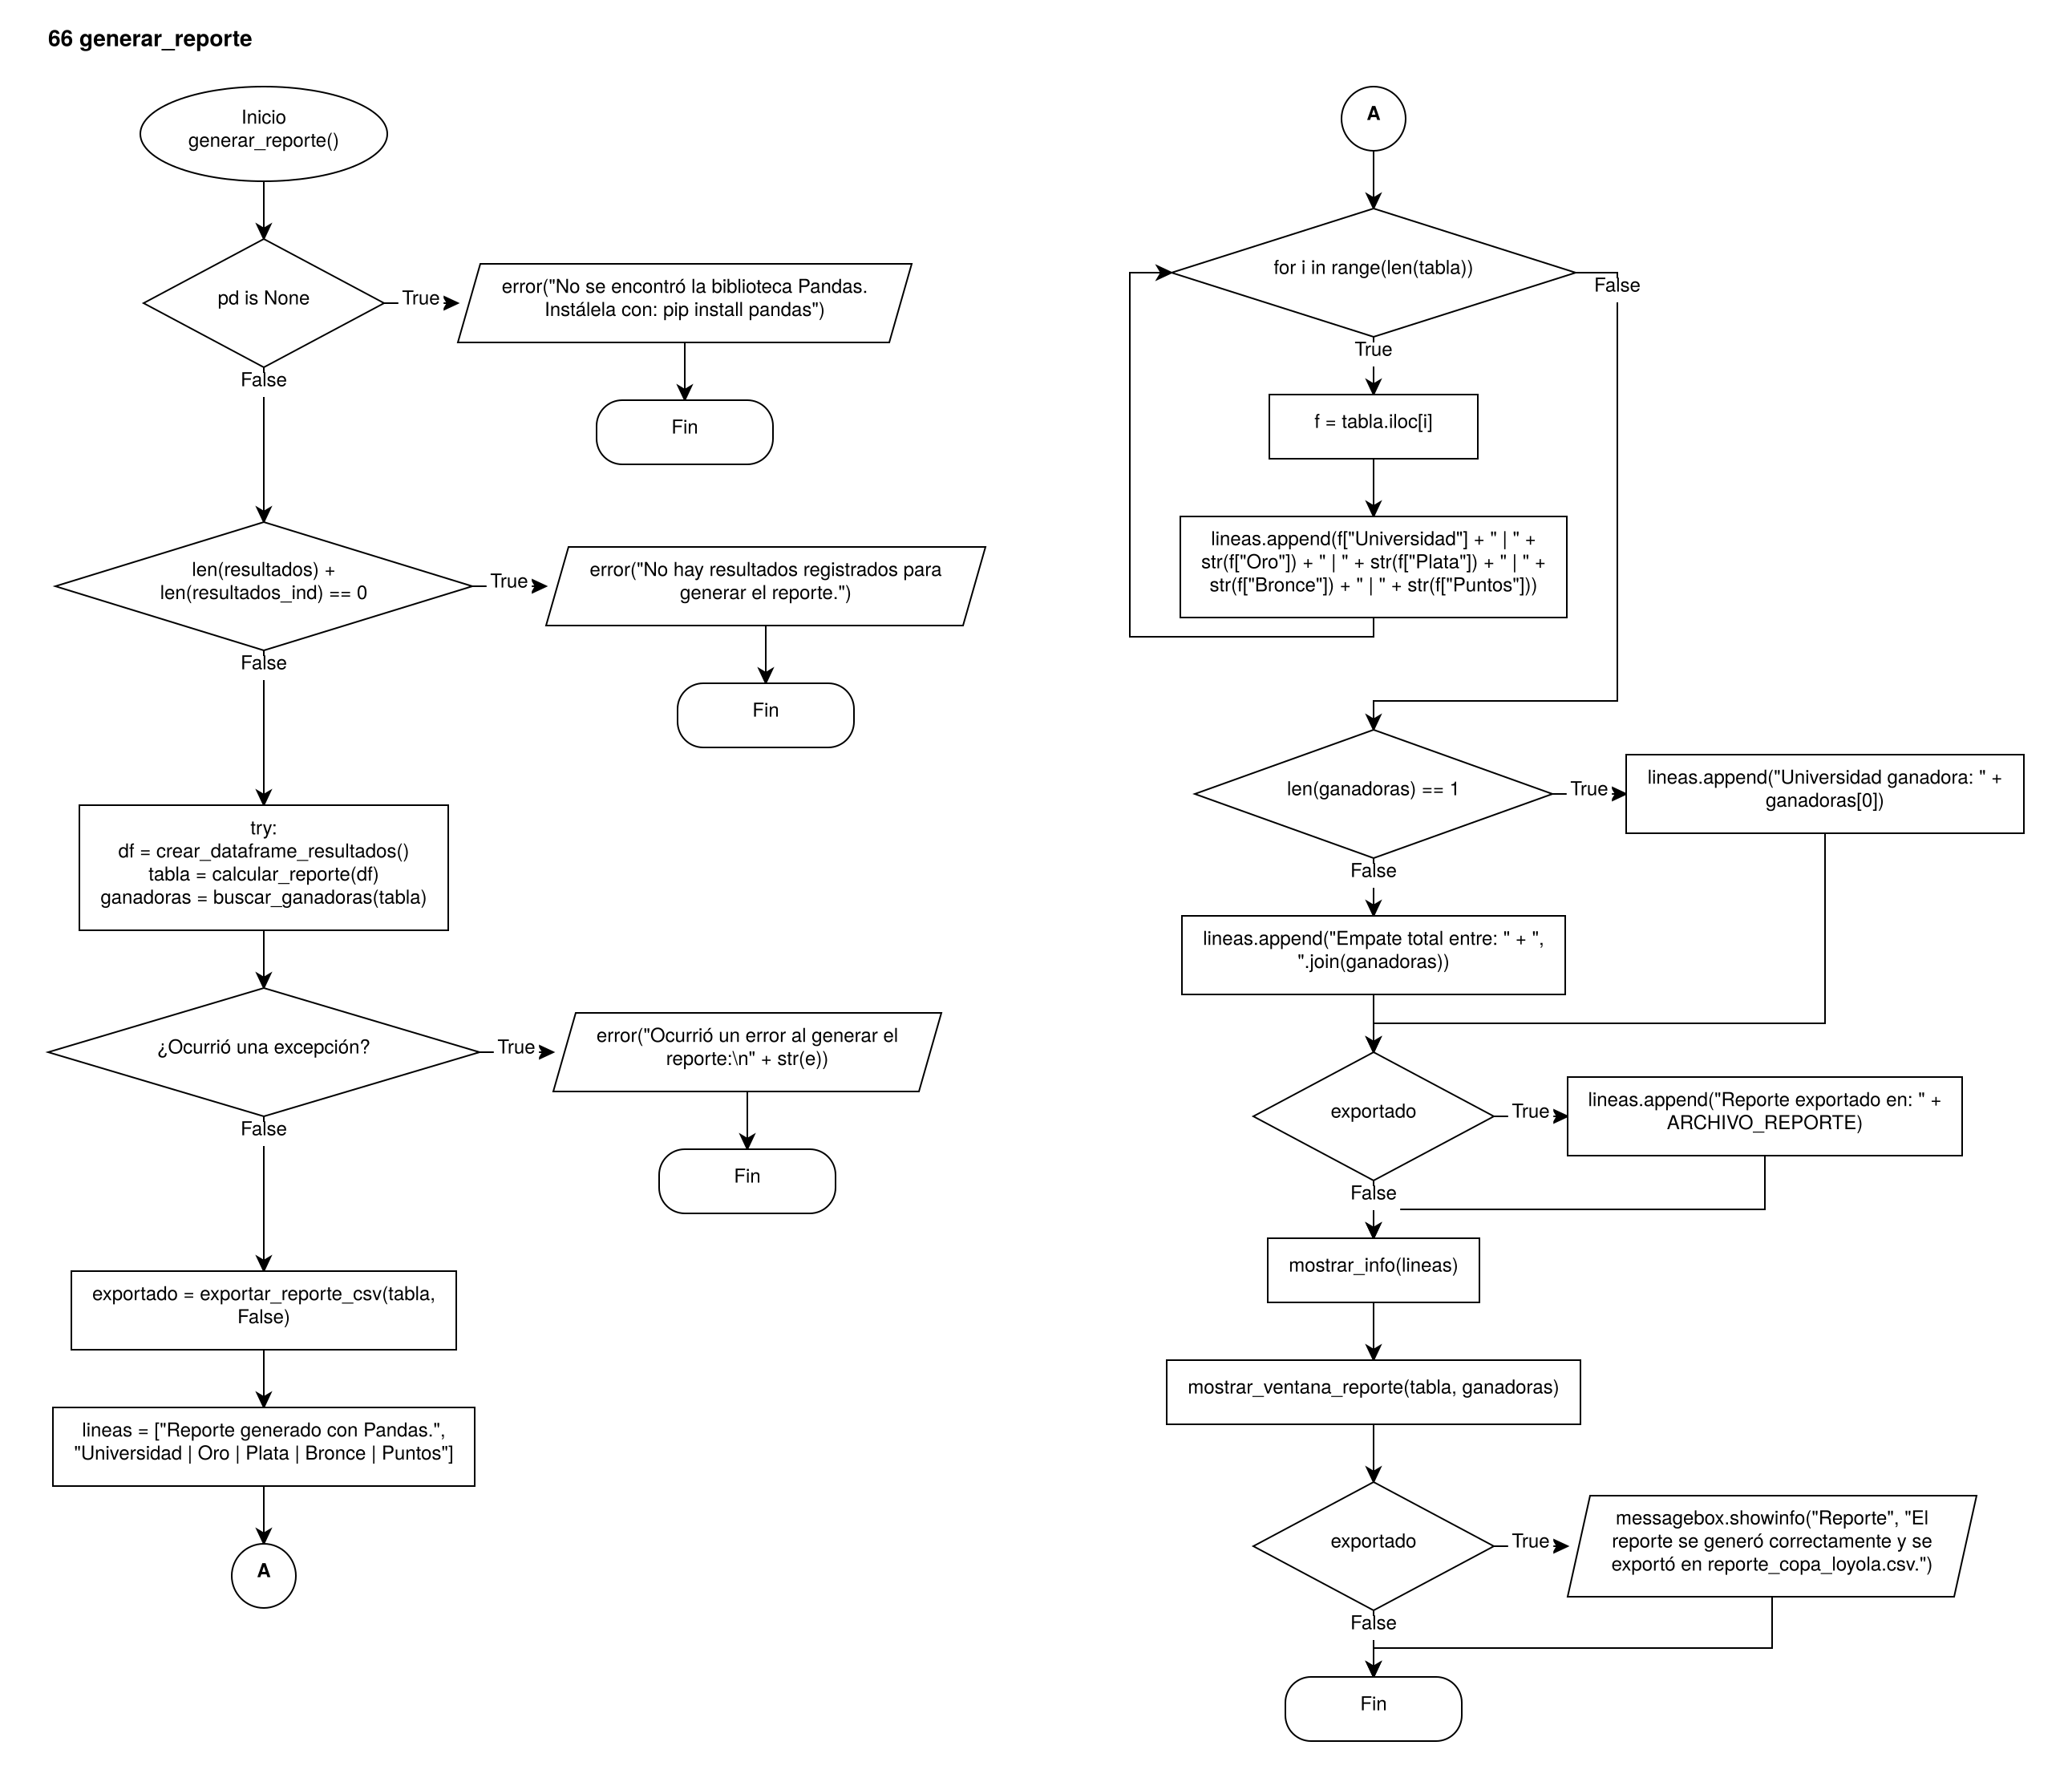 66 generar_reporte
Inicio
generar_reporte()
pd is None
True
error("No se encontró la biblioteca Pandas.
Instálela con: pip install pandas")
Fin
False
len(resultados) +
len(resultados_ind) == 0
True
error("No hay resultados registrados para
generar el reporte.")
Fin
False
try:
df = crear_dataframe_resultados()
tabla = calcular_reporte(df)
ganadoras = buscar_ganadoras(tabla)
¿Ocurrió una excepción?
True
error("Ocurrió un error al generar el
reporte:\n" + str(e))
Fin
False
exportado = exportar_reporte_csv(tabla,
False)
lineas = ["Reporte generado con Pandas.",
"Universidad | Oro | Plata | Bronce | Puntos"]
A
A
for i in range(len(tabla))
False
True
f = tabla.iloc[i]
lineas.append(f["Universidad"] + " | " +
str(f["Oro"]) + " | " + str(f["Plata"]) + " | " +
str(f["Bronce"]) + " | " + str(f["Puntos"]))
len(ganadoras) == 1
True
lineas.append("Universidad ganadora: " +
ganadoras[0])
False
lineas.append("Empate total entre: " + ",
".join(ganadoras))
exportado
True
lineas.append("Reporte exportado en: " +
ARCHIVO_REPORTE)
False
mostrar_info(lineas)
mostrar_ventana_reporte(tabla, ganadoras)
exportado
True
messagebox.showinfo("Reporte", "El
reporte se generó correctamente y se
exportó en reporte_copa_loyola.csv.")
False
Fin